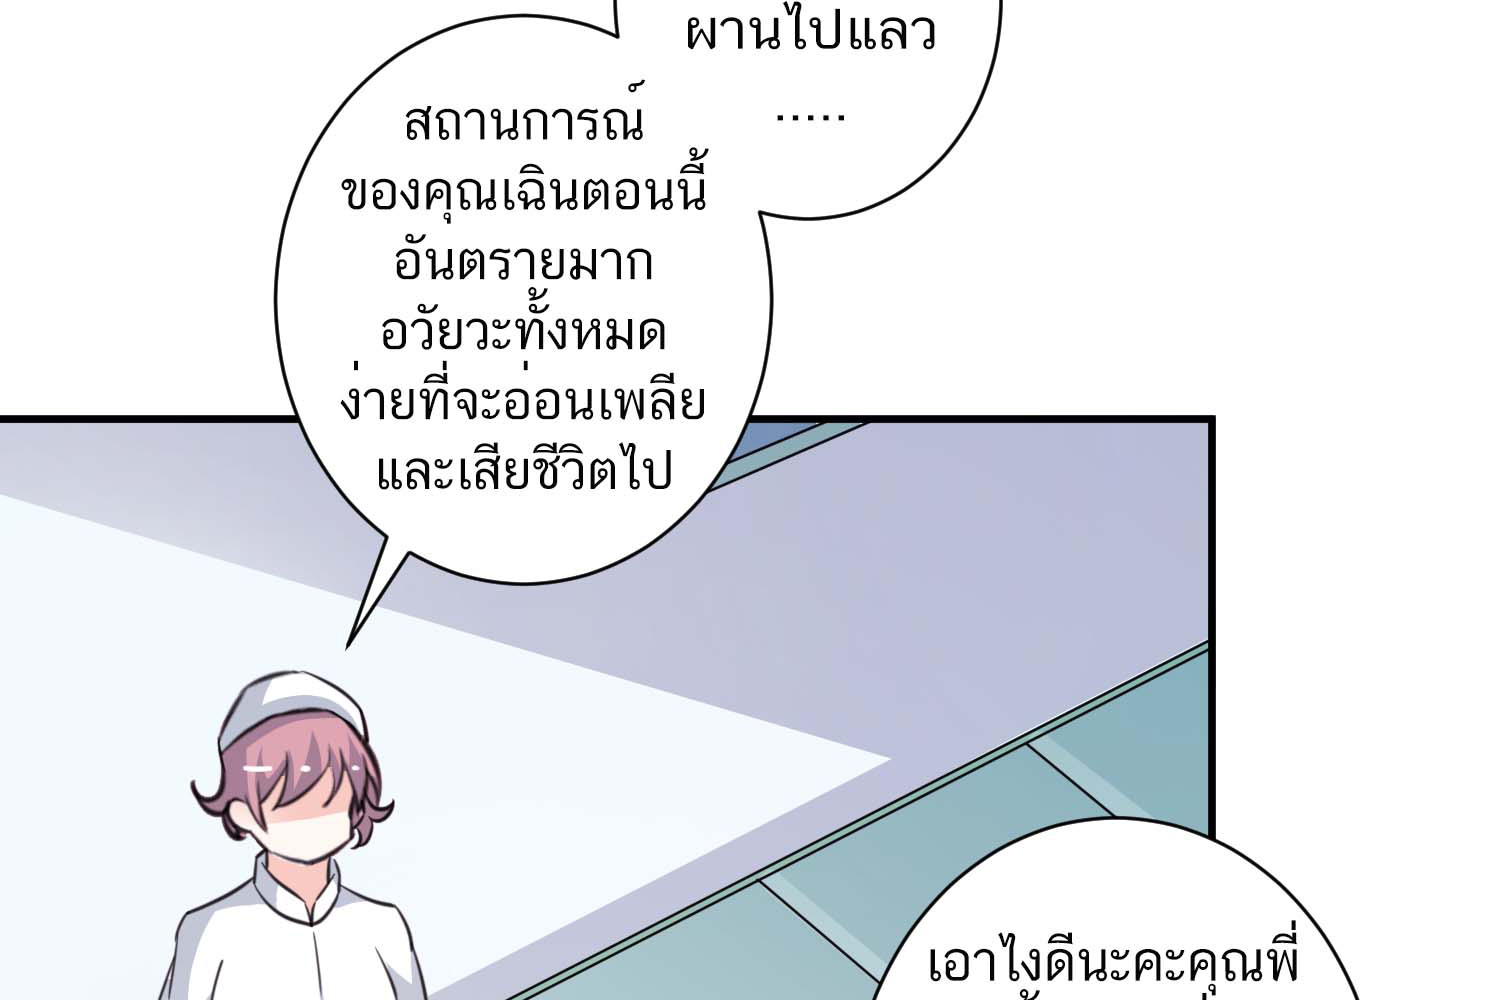 ผานไปแลว
.....
สถานการณ์
ของคุณเฉินตอนนี้
อันตรายมาก
อวัยวะทั้งหมด
ง่ายที่จะอ่อนเพลีย
และเสียชีวิตไป
เอาไงดีนะคะคุณพี่